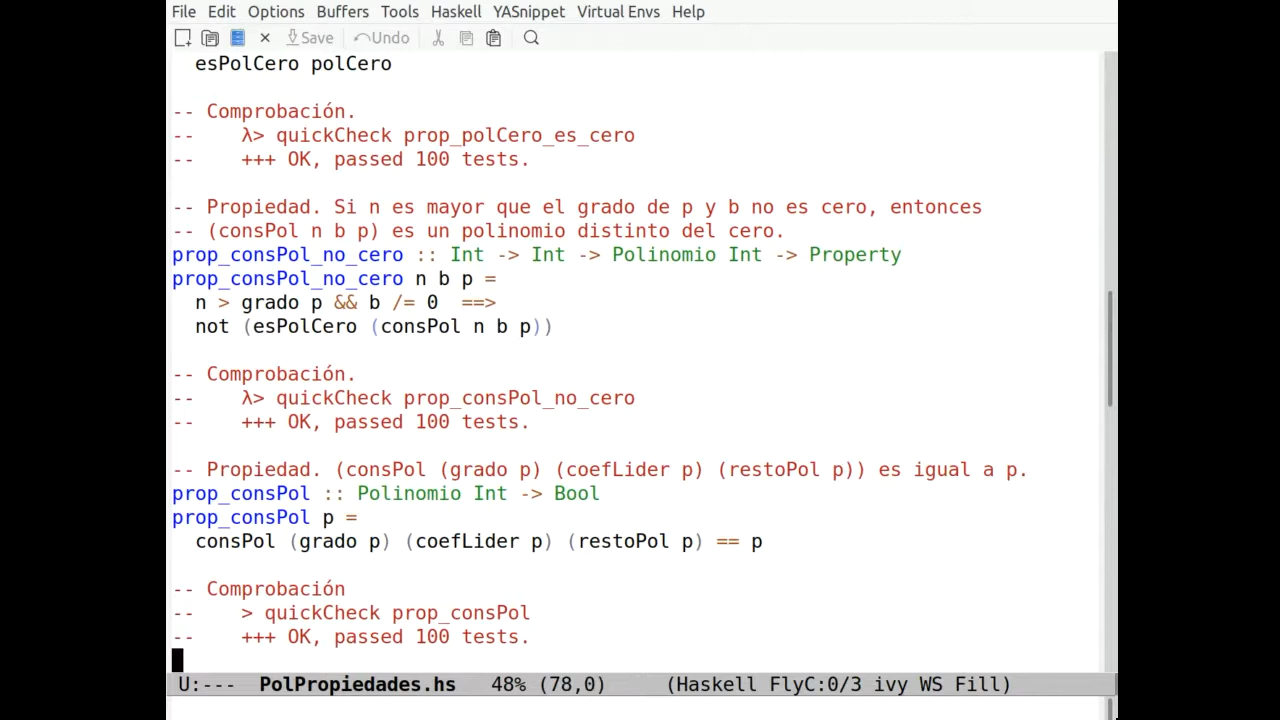 File Edit Options Buffers Tools Haskell YASnippet Virtual Envs Help
Save Undo
esPolCero polCero
-- Comprobación.
--    λ> quickCheck prop_polCero_es_cero
--    +++ OK, passed 100 tests.
-- Propiedad. Si n es mayor que el grado de p y b no es cero, entonces
-- (consPol n b p) es un polinomio distinto del cero.
prop_consPol_no_cero :: Int -> Int -> Polinomio Int -> Property
prop_consPol_no_cero n b p =
  n > grado p && b /= 0  ==>
  not (esPolCero (consPol n b p))
-- Comprobación.
--    λ> quickCheck prop_consPol_no_cero
--    +++ OK, passed 100 tests.
-- Propiedad. (consPol (grado p) (coefLider p) (restoPol p)) es igual a p.
prop_consPol :: Polinomio Int -> Bool
prop_consPol p =
  consPol (grado p) (coefLider p) (restoPol p) == p
-- Comprobación
--    > quickCheck prop_consPol
--    +++ OK, passed 100 tests.
U:---  PolPropiedades.hs   48% (78,0)     (Haskell FlyC:0/3 ivy WS Fill)